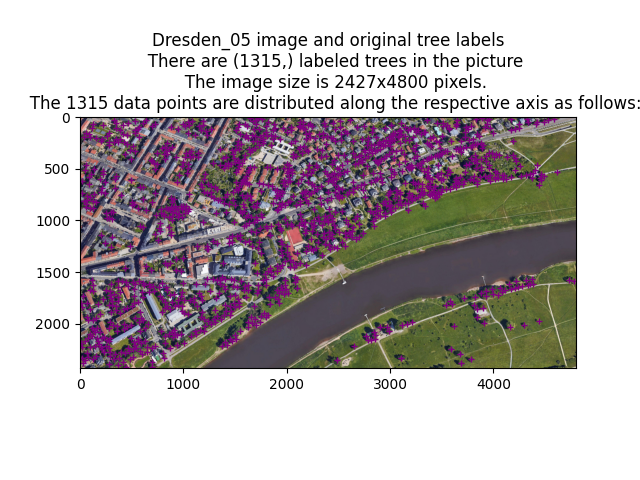 Dresden_05 image and original tree labels
There are (1315,) labeled trees in the picture
The image size is 2427x4800 pixels.
The 1315 data points are distributed along the respective axis as follows:
0
500
1000
1500
2000
0 1000 2000 3000 4000